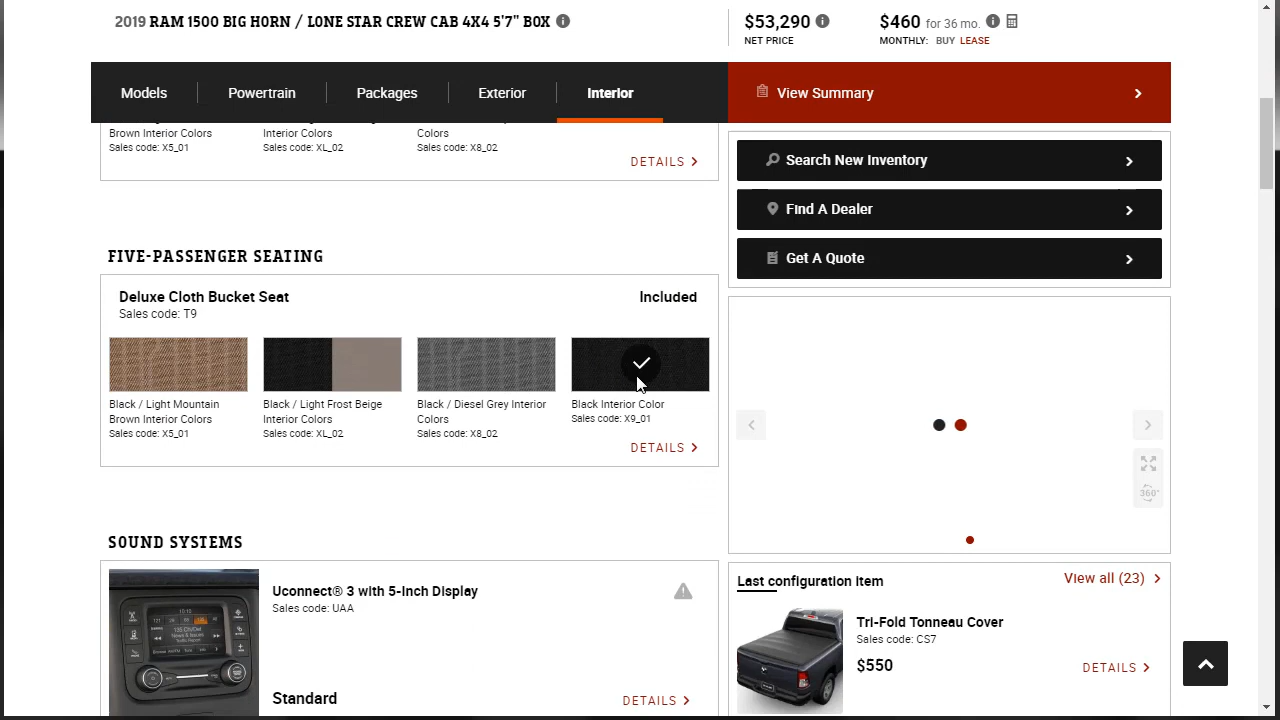 2019 RAM 1500 BIG HORN / LONE STAR CREW CAB 4X4 5'7" BOX
$53,290
NET PRICE
$460 for 36 mo.
MONTHLY: BUY LEASE
Models
Powertrain
Packages
Exterior
Interior
View Summary
Brown Interior Colors
Sales code: X5_01
Interior Colors
Sales code: XL_02
Colors
Sales code: X8_02
DETAILS
Search New Inventory
Find A Dealer
Get A Quote
FIVE-PASSENGER SEATING
Deluxe Cloth Bucket Seat
Included
Sales code: T9
Black / Light Mountain
Brown Interior Colors
Sales code: X5_01
Black / Light Frost Beige
Interior Colors
Sales code: XL_02
Black / Diesel Grey Interior
Colors
Sales code: X8_02
Black Interior Color
Sales code: X9_01
DETAILS
360°
SOUND SYSTEMS
Uconnect® 3 with 5-Inch Display
Sales code: UAA
Standard
DETAILS
Last configuration item
View all (23)
Tri-Fold Tonneau Cover
Sales code: CS7
$550
DETAILS